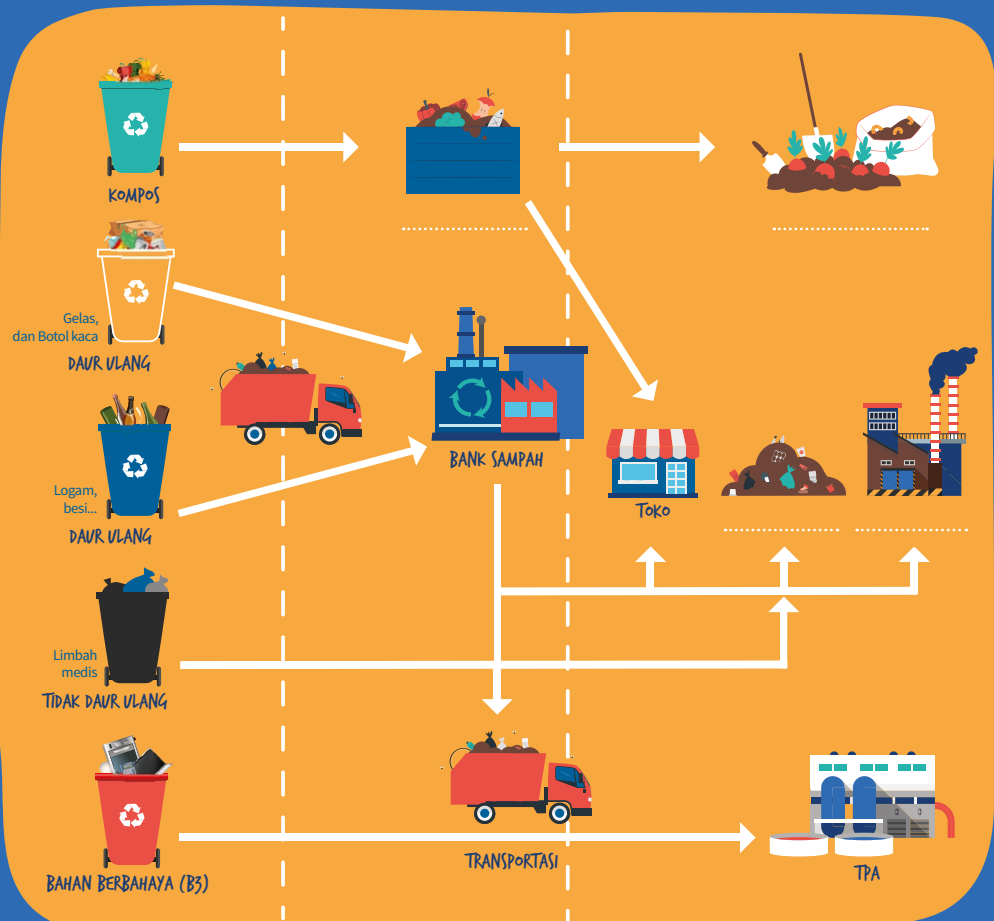 KOMPOS
Gelas,
dan Botol kaca
DAUR ULANG
Logam,
besi...
DAUR ULANG
BANK SAMPAH
TOKO
Limbah
medis
TIDAK DAUR ULANG
BAHAN BERBAHAYA (B3)
TRANSPORTASI
TPA